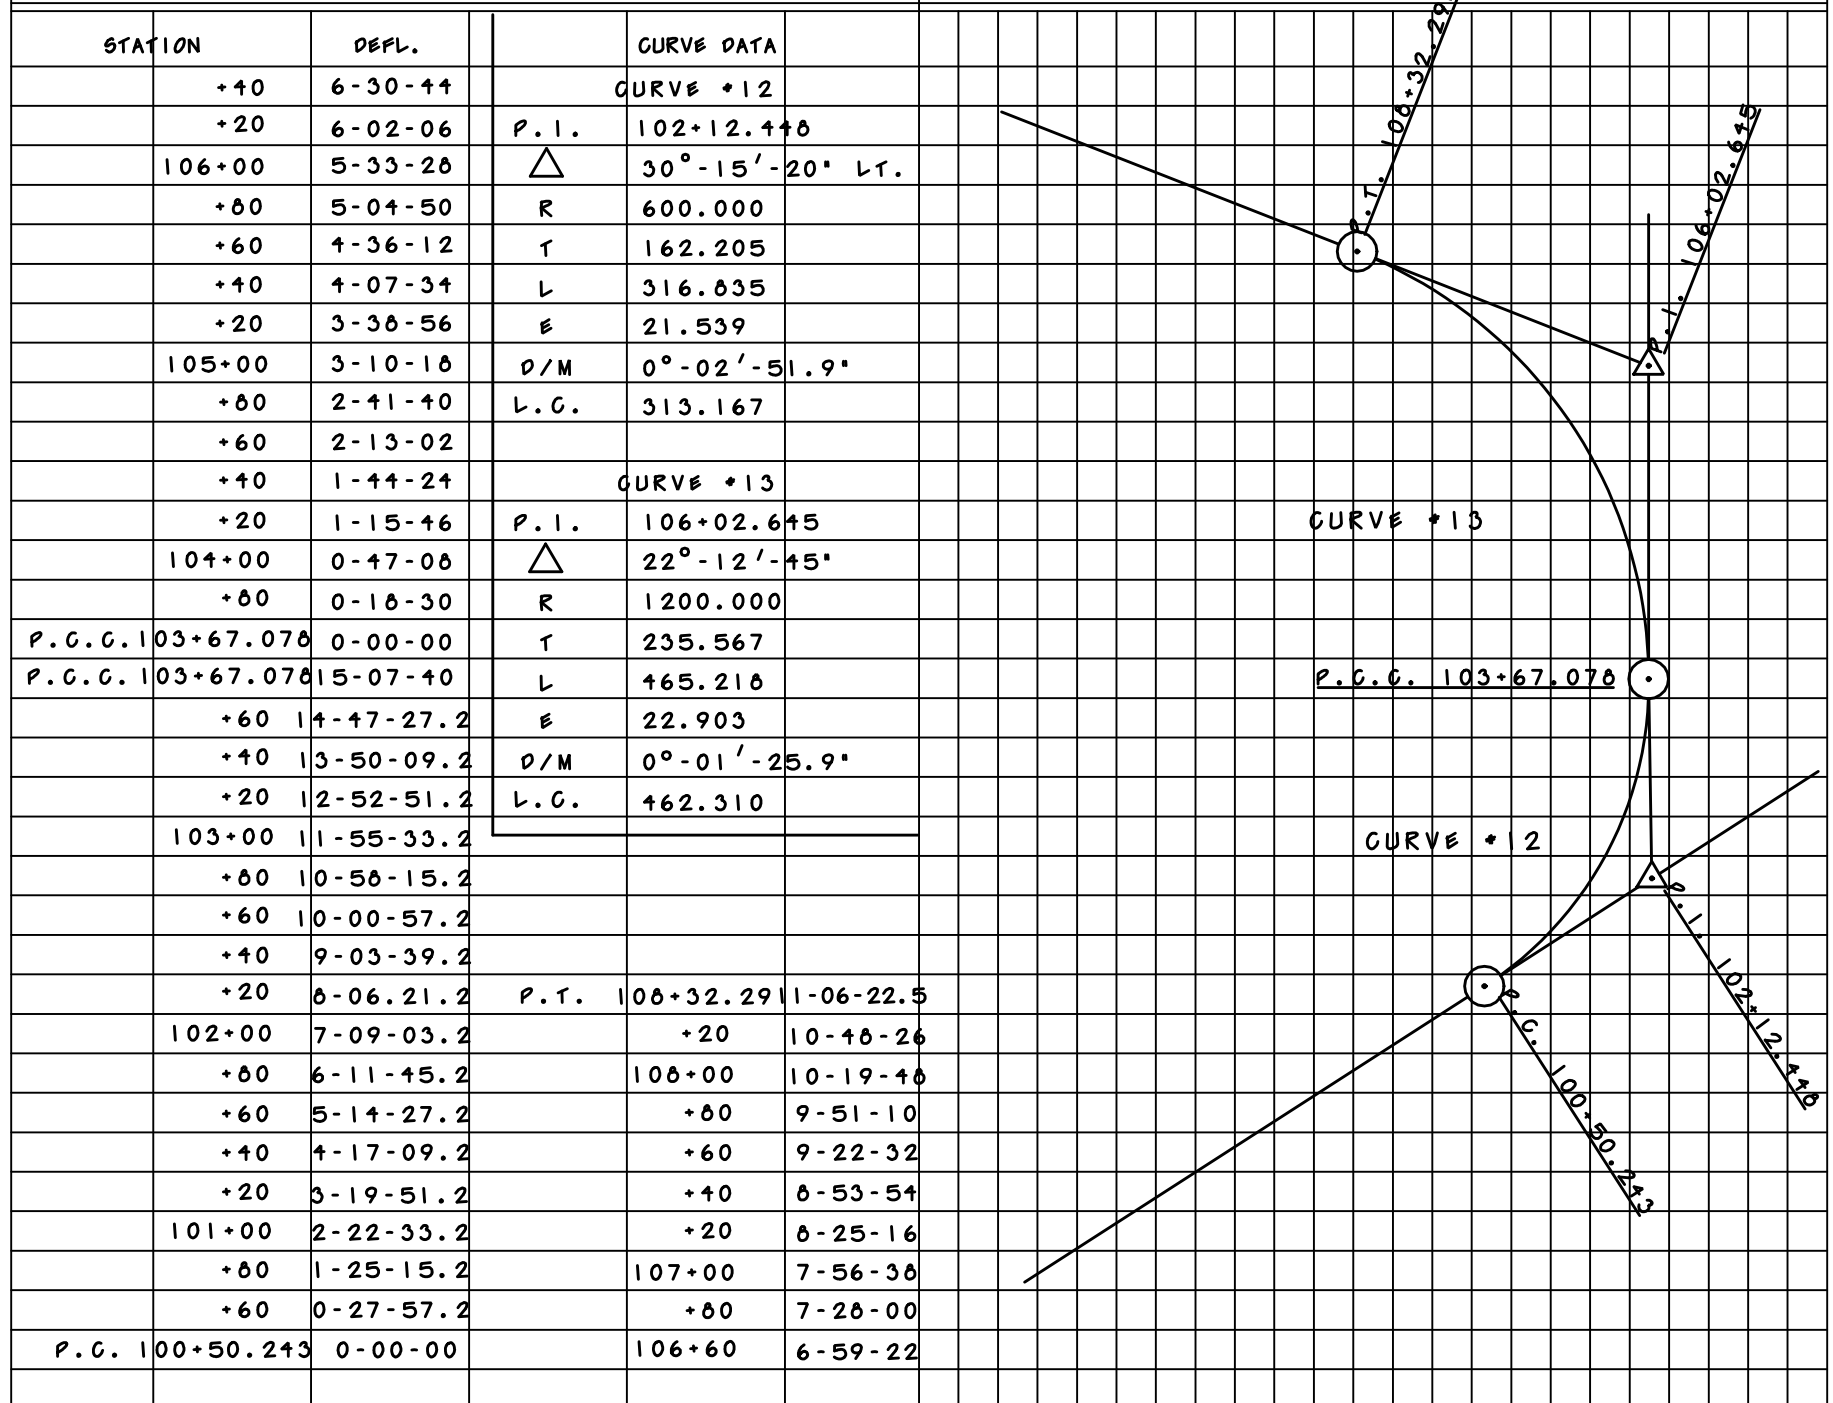 STATION DEFL. CURVE DATA
+40 6-30-44 CURVE #12
+20 6-02-06 P.I. 102+12.448
106+00 5-33-28 △ 30°-15'-20" LT.
+80 5-04-50 R 600.000
+60 4-36-12 T 162.205
+40 4-07-34 L 316.835
+20 3-38-56 E 21.539
105+00 3-10-18 D/M 0°-02'-51.9"
+80 2-41-40 L.C. 313.167
+60 2-13-02
+40 1-44-24 CURVE #13
+20 1-15-46 P.I. 106+02.645
104+00 0-47-08 △ 22°-12'-45"
+80 0-18-30 R 1200.000
P.C.C. 103+67.078 0-00-00 T 235.567
P.C.C. 103+67.078 15-07-40 L 465.218
+60 14-47-27.2 E 22.903
+40 13-50-09.2 D/M 0°-01'-25.9"
+20 12-52-51.2 L.C. 462.310
103+00 11-55-33.2
+80 10-58-15.2
+60 10-00-57.2
+40 9-03-39.2
+20 8-06.21.2 P.T. 108+32.29 11-06-22.5
102+00 7-09-03.2 +20 10-48-26
+80 6-11-45.2 108+00 10-19-48
+60 5-14-27.2 +80 9-51-10
+40 4-17-09.2 +60 9-22-32
+20 3-19-51.2 +40 8-53-54
101+00 2-22-33.2 +20 8-25-16
+80 1-25-15.2 107+00 7-56-38
+60 0-27-57.2 +80 7-28-00
P.C. 100+50.243 0-00-00 106+60 6-59-22
P.T. 108+32.29
P.I. 106+02.645
CURVE #13
P.C.C. 103+67.078
CURVE #12
P.I. 102+12.448
P.C. 100+50.243